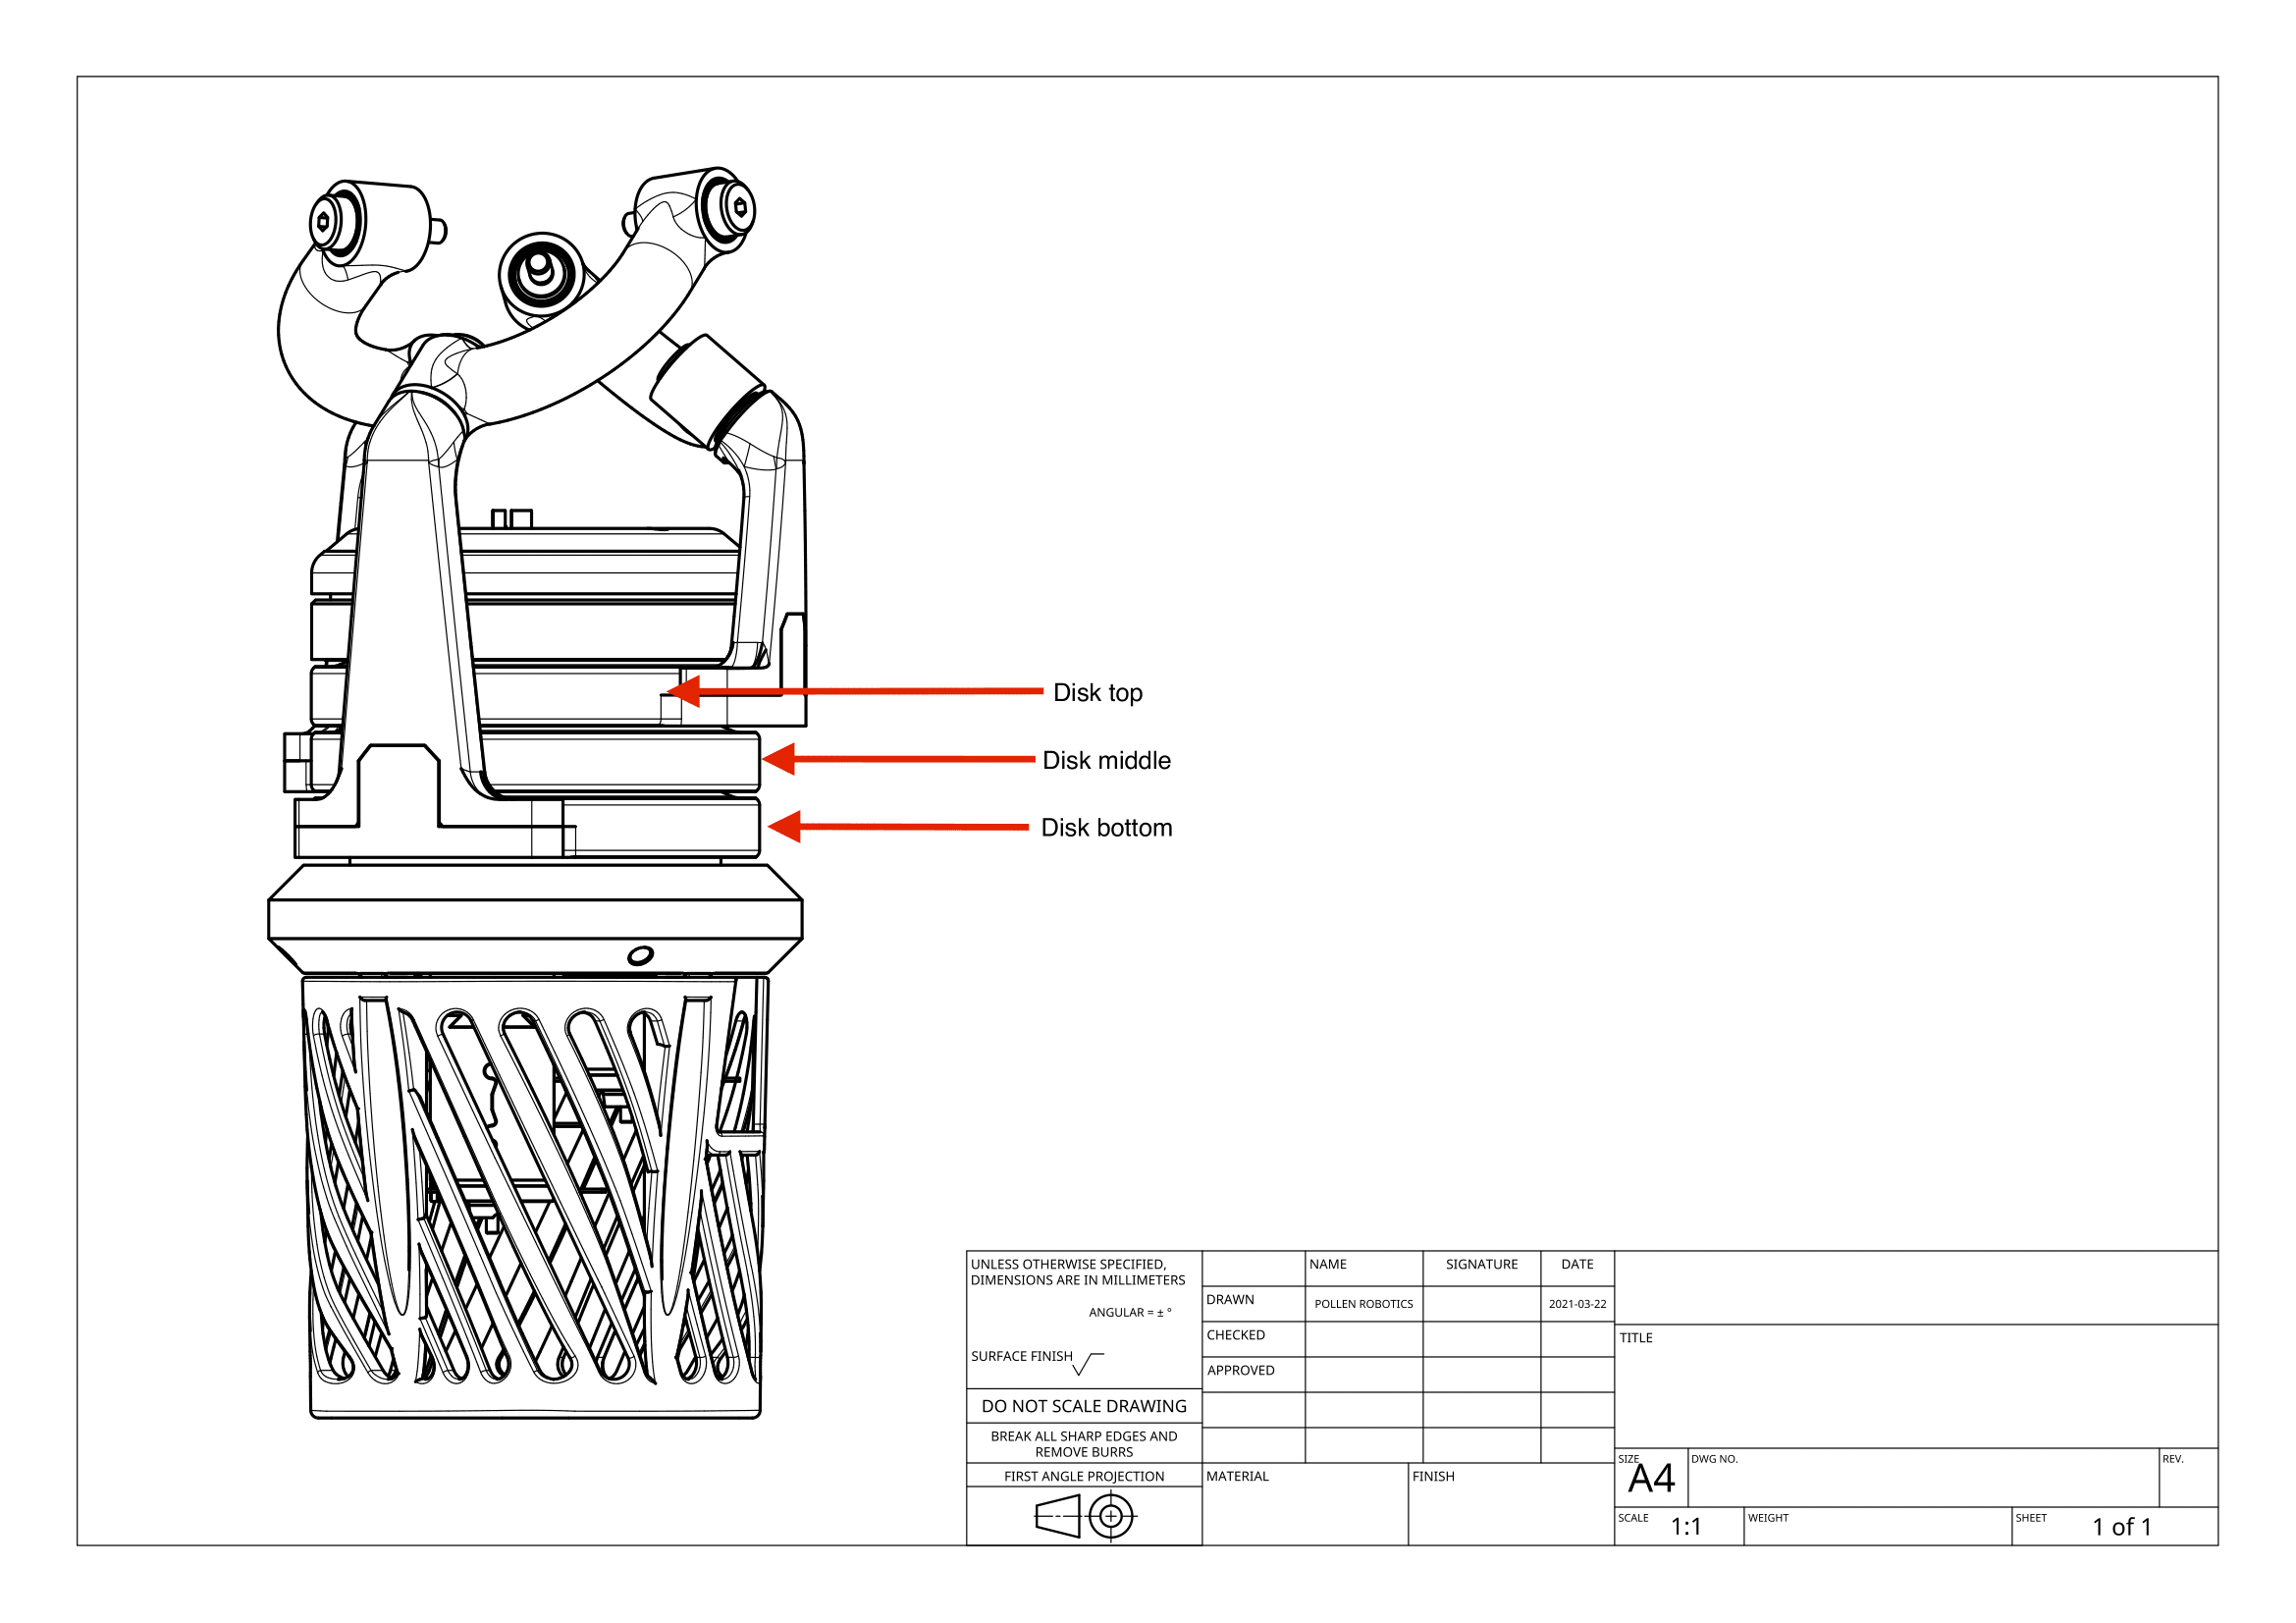 Disk top
Disk middle
Disk bottom
UNLESS OTHERWISE SPECIFIED,
DIMENSIONS ARE IN MILLIMETERS
ANGULAR = ± °
SURFACE FINISH
DO NOT SCALE DRAWING
BREAK ALL SHARP EDGES AND
REMOVE BURRS
FIRST ANGLE PROJECTION
NAME SIGNATURE DATE
DRAWN POLLEN ROBOTICS 2021-03-22
CHECKED
APPROVED
MATERIAL FINISH
TITLE
SIZE A4 DWG NO. REV.
SCALE 1:1 WEIGHT SHEET 1 of 1